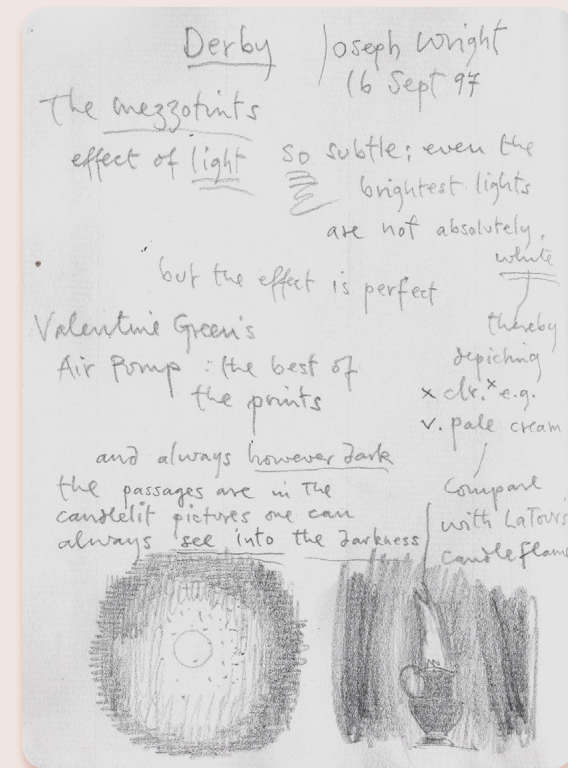 Derby
Joseph Wright
16 Sept 97
The mezzotints
effect of light
so subtle; even the
brightest lights
are not absolutely
white
but the effect is perfect
thereby
depicting
x clr.x e.g.
v. pale cream
Valentine Green's
Air Pump : the best of
the prints
and always however dark
the passages are in the
candlelit pictures one can
always see into the darkness
Compare
with LaTour's